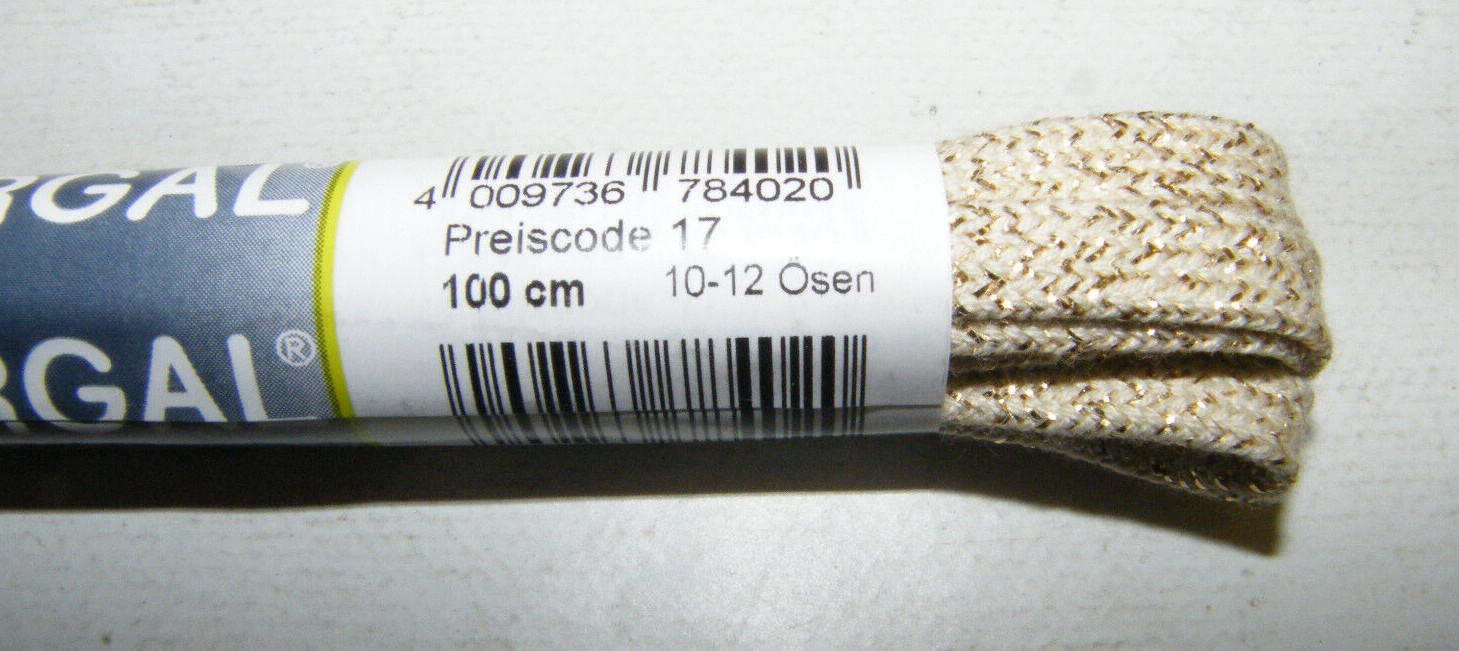 RGAL
4 009736 784020
Preiscode 17
100 cm 10-12 Ösen
RGAL®